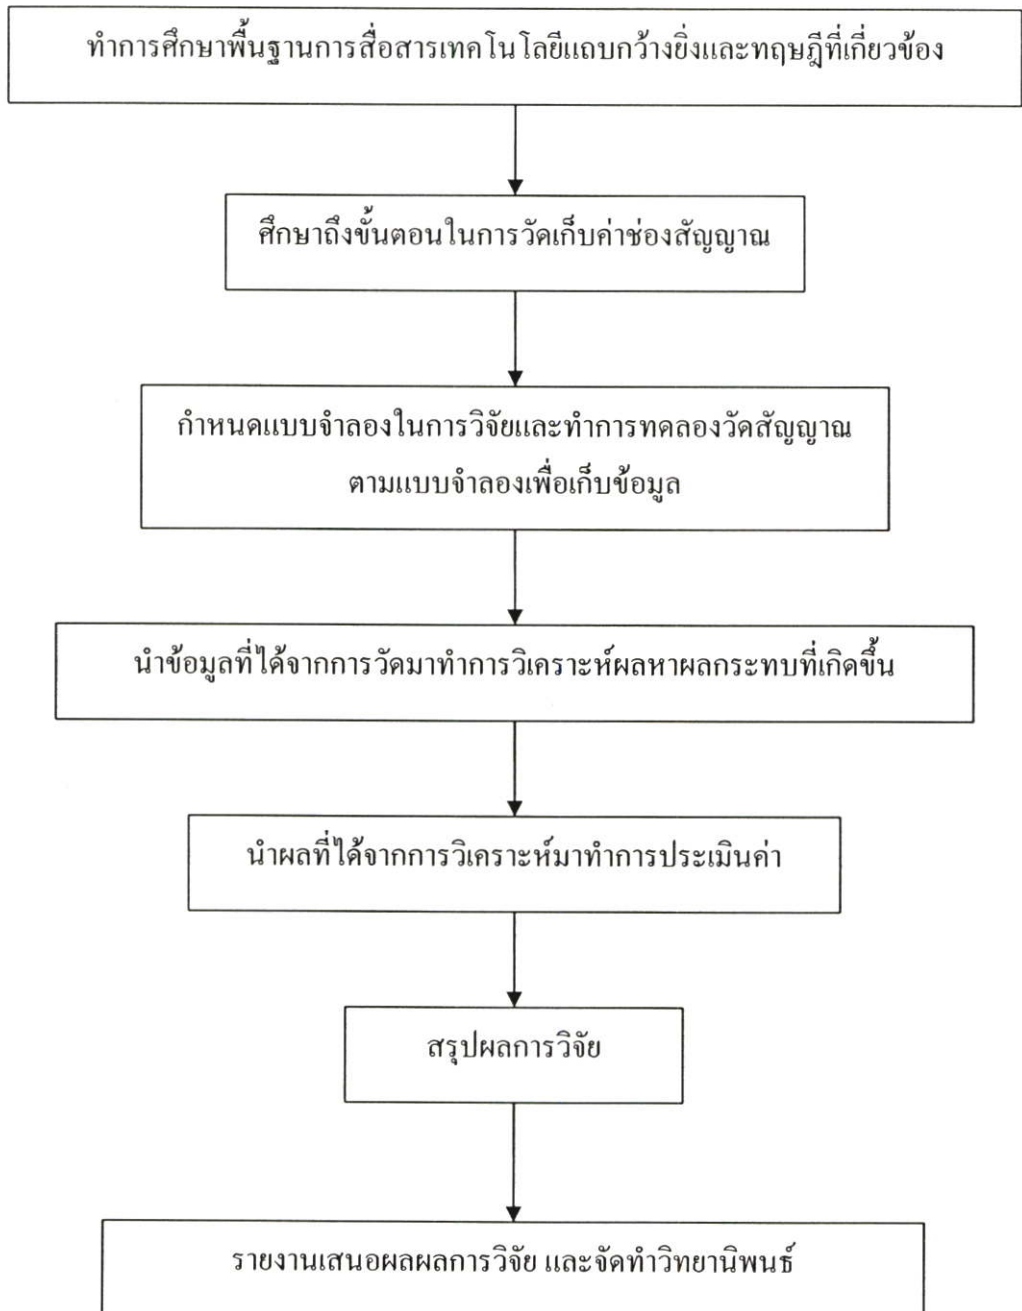 ทำการศึกษาพื้นฐานการสื่อสารเทคโนโลยีแถบกว้างยิ่งและทฤษฎีที่เกี่ยวข้อง
ศึกษาถึงขั้นตอนในการวัดเก็บค่าช่องสัญญาณ
กำหนดแบบจำลองในการวิจัยและทำการทดลองวัดสัญญาณ
ตามแบบจำลองเพื่อเก็บข้อมูล
นำข้อมูลที่ได้จากการวัดมาทำการวิเคราะห์ผลหาผลกระทบที่เกิดขึ้น
นำผลที่ได้จากการวิเคราะห์มาทำการประเมินค่า
สรุปผลการวิจัย
รายงานเสนอผลผลการวิจัย และจัดทำวิทยานิพนธ์